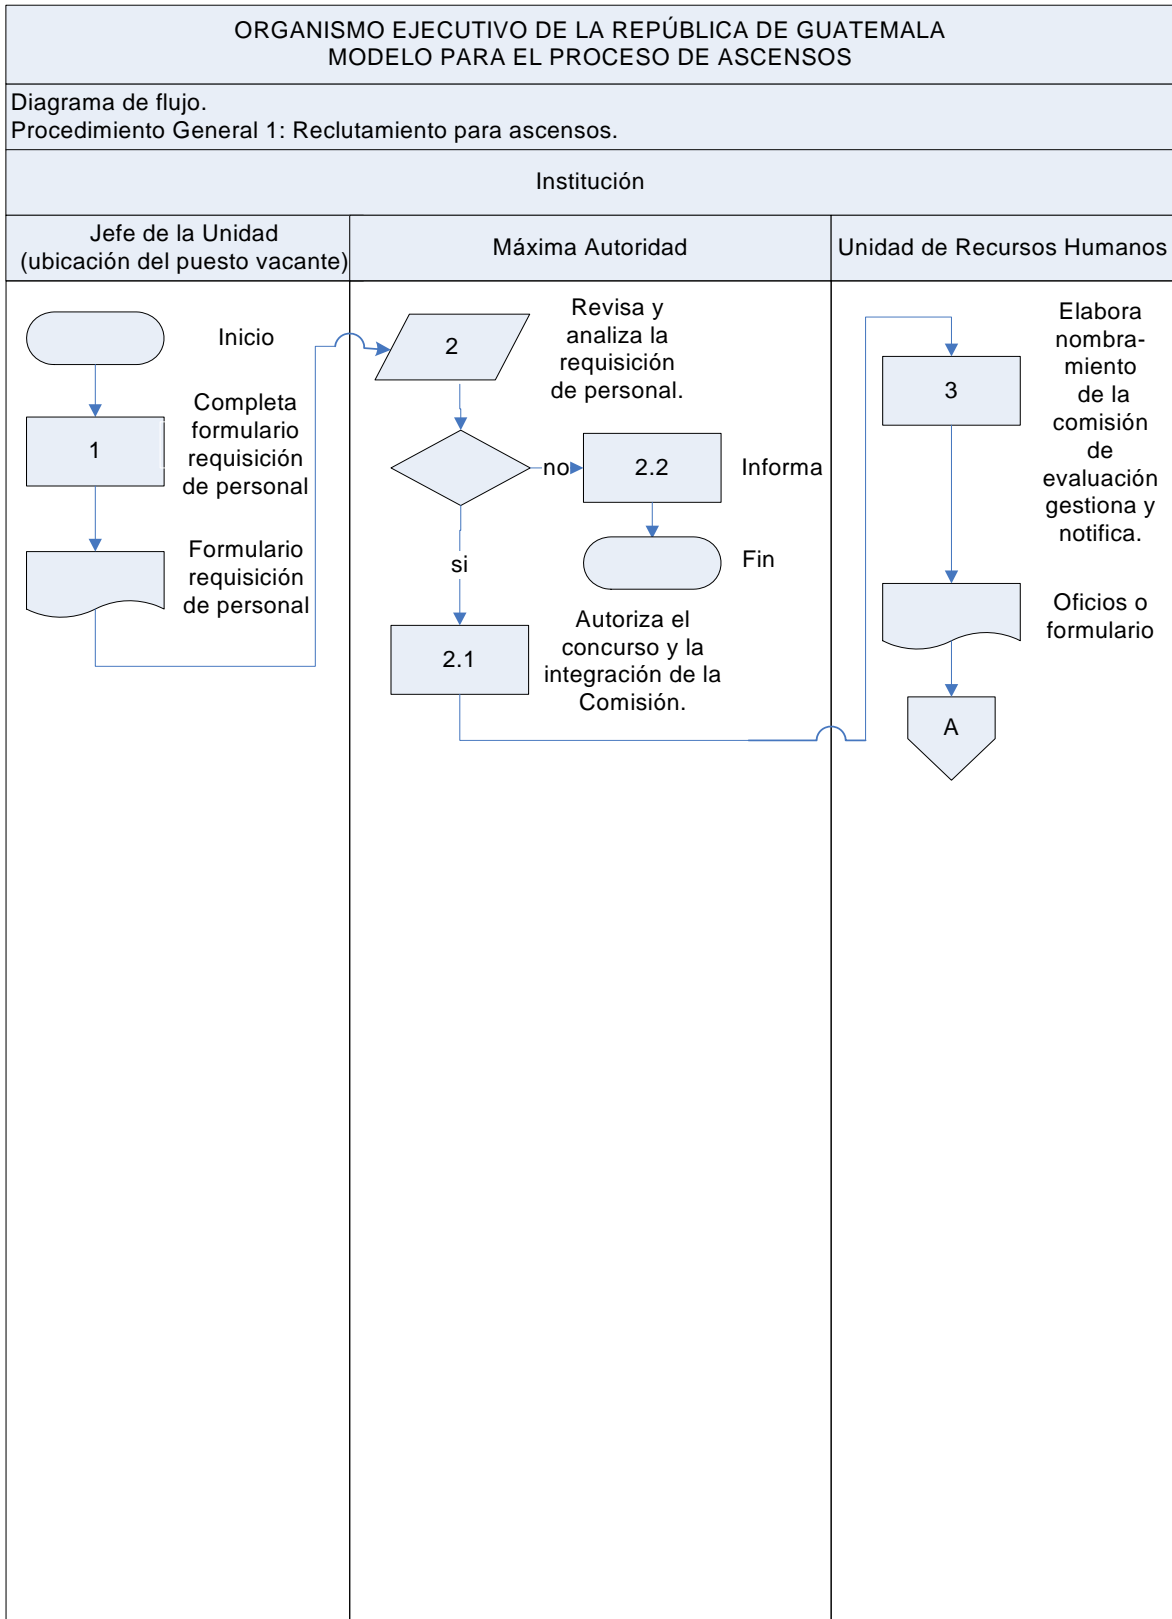 ORGANISMO EJECUTIVO DE LA REPÚBLICA DE GUATEMALA
MODELO PARA EL PROCESO DE ASCENSOS
Diagrama de flujo.
Procedimiento General 1: Reclutamiento para ascensos.
Institución
Jefe de la Unidad
(ubicación del puesto vacante)
Máxima Autoridad
Unidad de Recursos Humanos
Inicio
1
Completa
formulario
requisición
de personal
Formulario
requisición
de personal
2
Revisa y
analiza la
requisición
de personal.
no
2.2
Informa
Fin
si
2.1
Autoriza el
concurso y la
integración de la
Comisión.
3
Elabora
nombra-
miento
de la
comisión
de
evaluación
gestiona y
notifica.
Oficios o
formulario
A